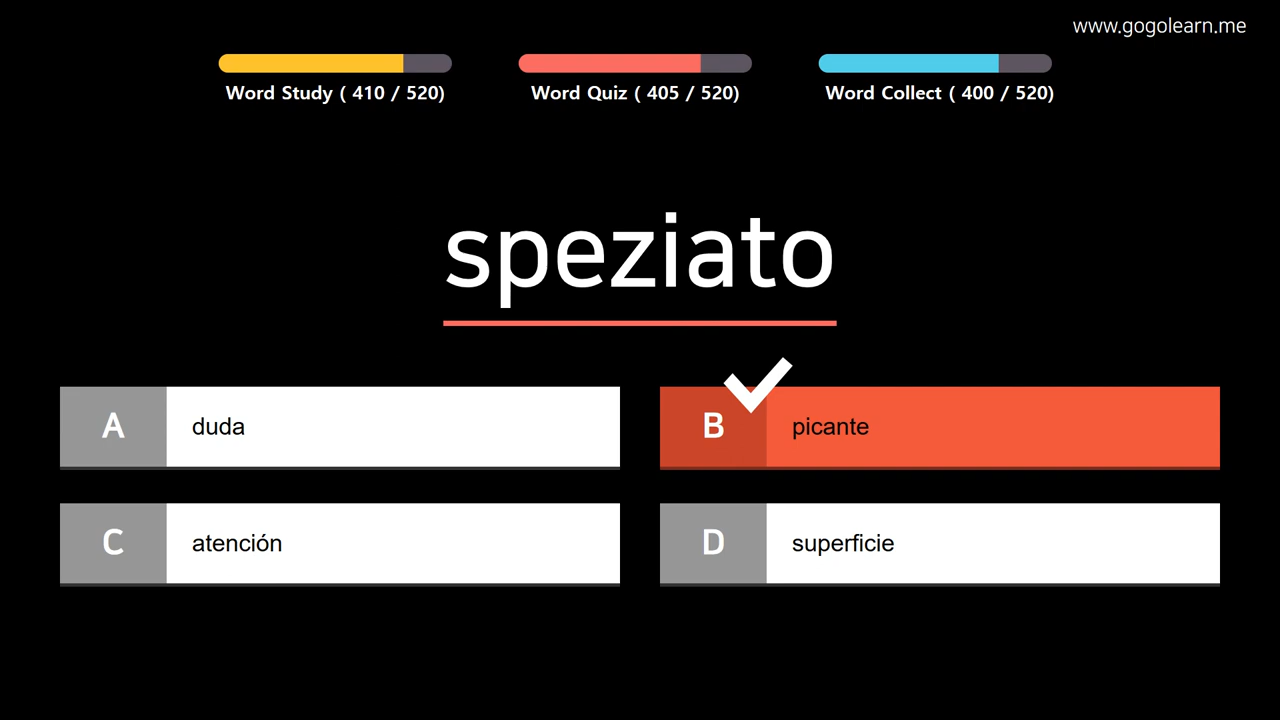 www.gogolearn.me
Word Study ( 410 / 520)
Word Quiz ( 405 / 520)
Word Collect ( 400 / 520)
speziato
A duda
B picante
C atención
D superficie